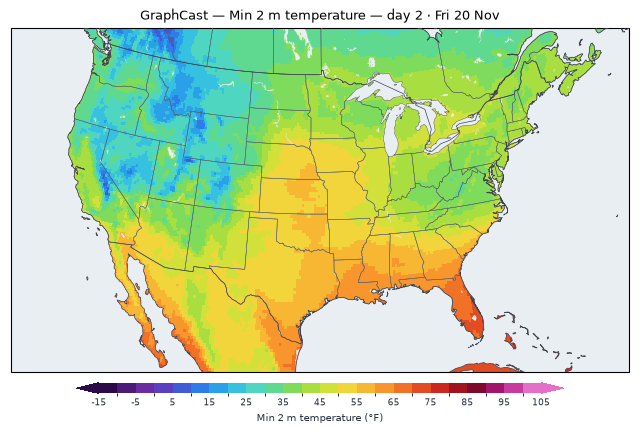 GraphCast — Min 2 m temperature — day 2 · Fri 20 Nov
-15 -5 5 15 25 35 45 55 65 75 85 95 105
Min 2 m temperature (°F)